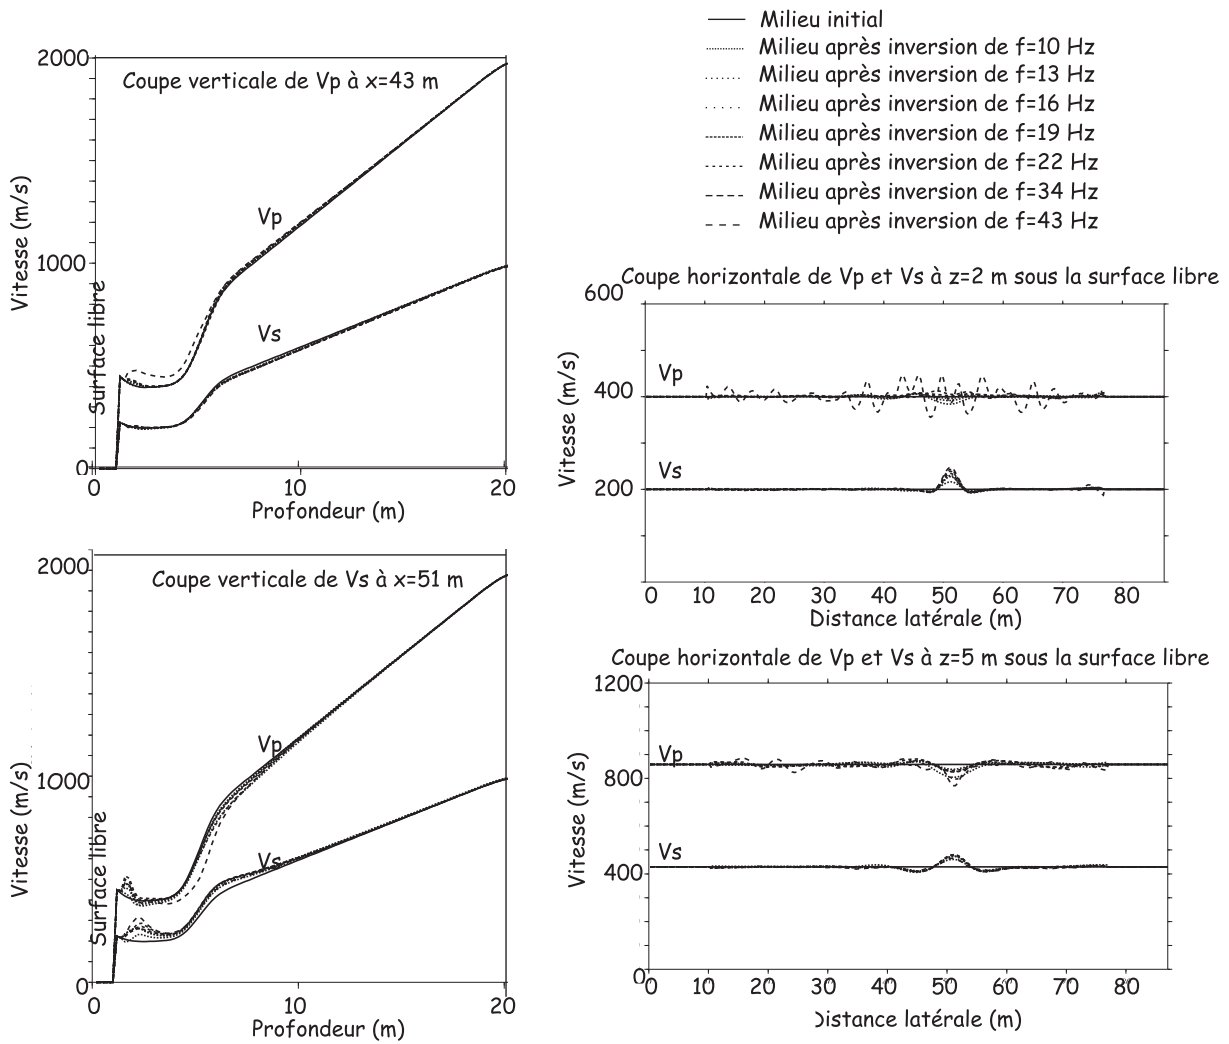 Milieu initial
Milieu après inversion de f=10 Hz
Milieu après inversion de f=13 Hz
Milieu après inversion de f=16 Hz
Milieu après inversion de f=19 Hz
Milieu après inversion de f=22 Hz
Milieu après inversion de f=34 Hz
Milieu après inversion de f=43 Hz
Coupe verticale de Vp à x=43 m
2000
1000
0
Vitesse (m/s)
Surface libre
Vp
Vs
0 10 20
Profondeur (m)
Coupe horizontale de Vp et Vs à z=2 m sous la surface libre
600
400
200
Vitesse (m/s)
Vp
Vs
0 10 20 30 40 50 60 70 80
Distance latérale (m)
Coupe verticale de Vs à x=51 m
2000
1000
0
Vitesse (m/s)
Surface libre
Vp
Vs
0 10 20
Profondeur (m)
Coupe horizontale de Vp et Vs à z=5 m sous la surface libre
1200
800
400
0
Vitesse (m/s)
Vp
Vs
0 10 20 30 40 50 60 70 80
Distance latérale (m)